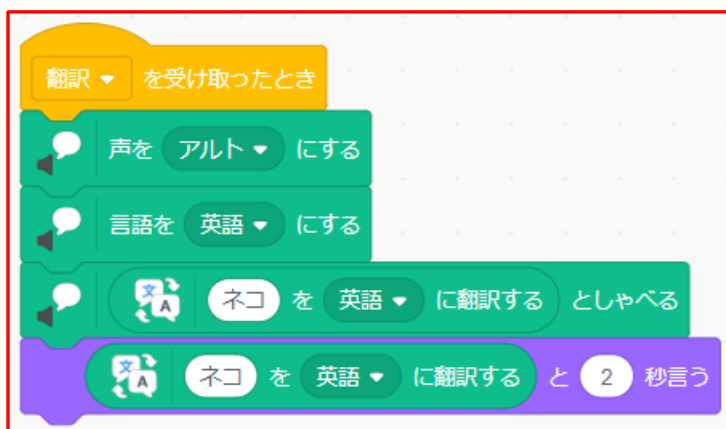 翻訳 を受け取ったとき
声を アルト にする
言語を 英語 にする
文 A ネコ を 英語 に翻訳する としゃべる
文 A ネコ を 英語 に翻訳する と 2 秒言う